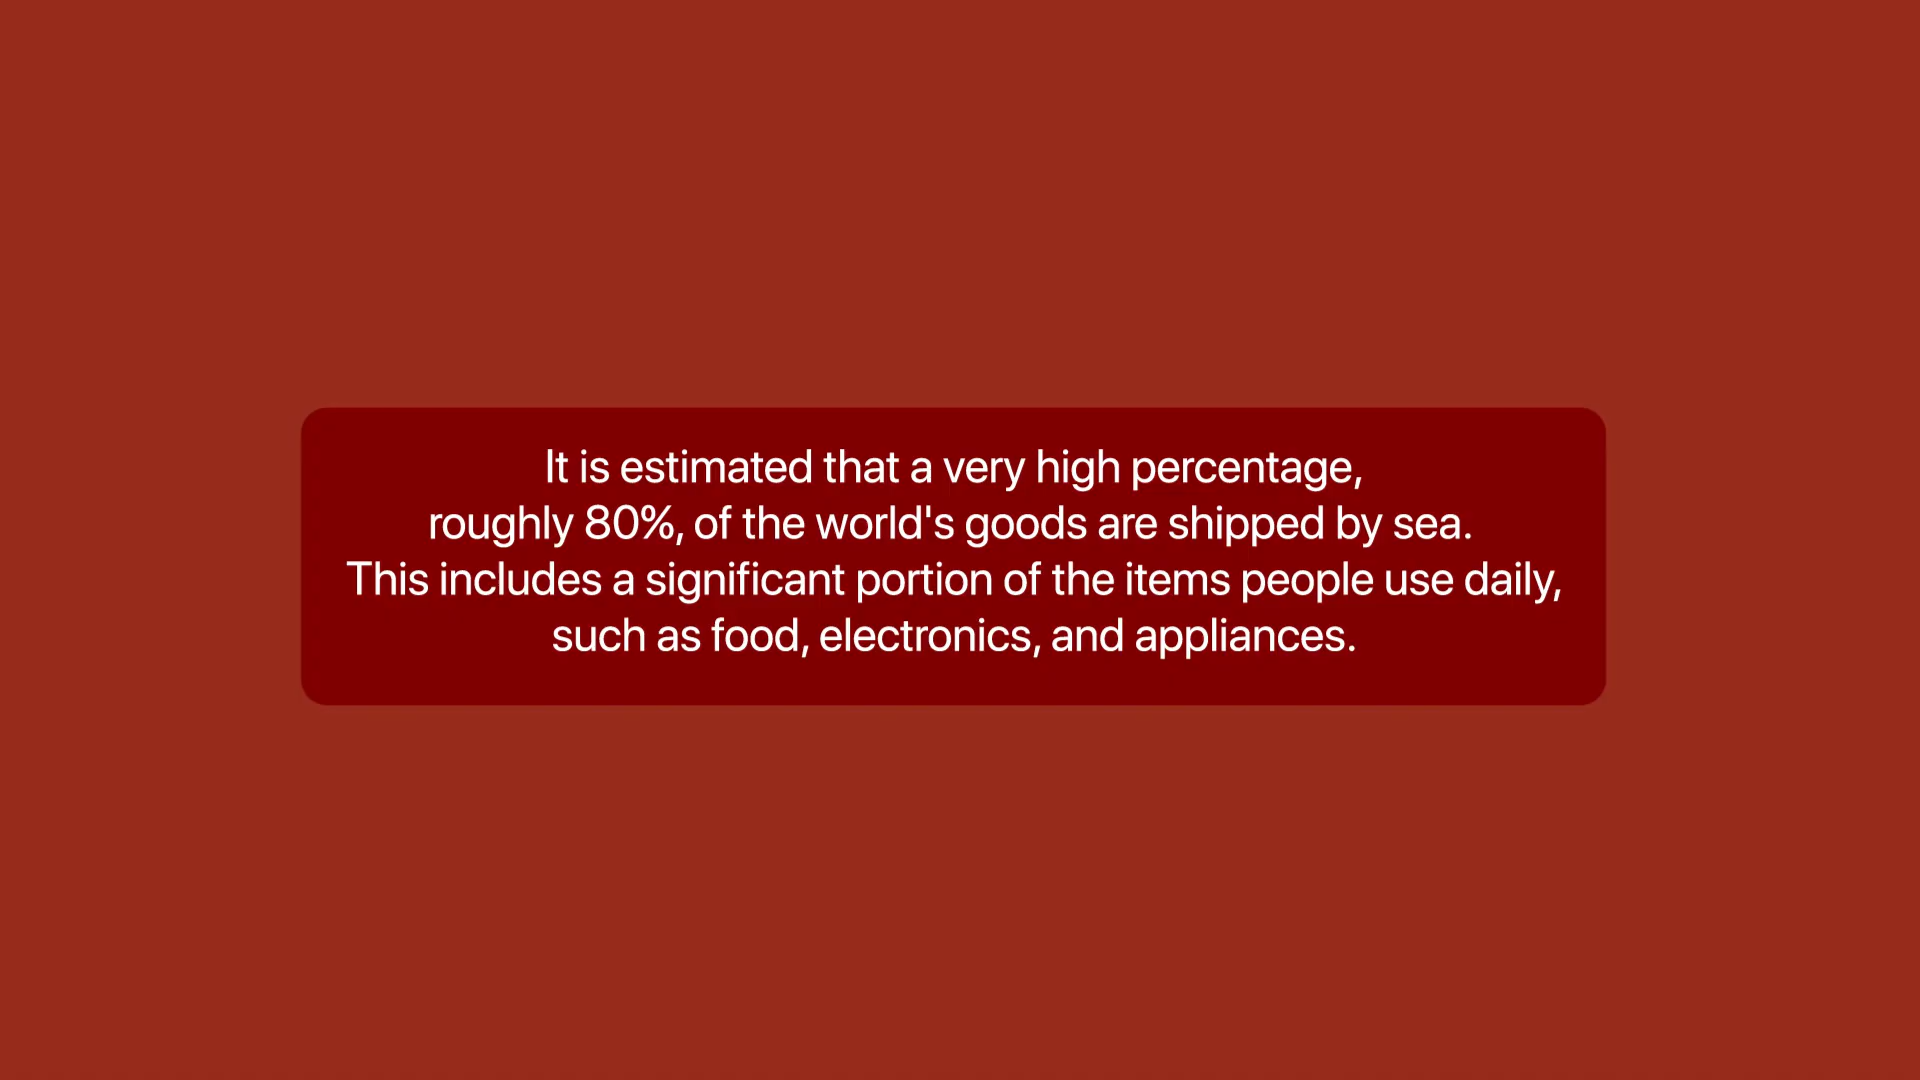 It is estimated that a very high percentage,
roughly 80%, of the world's goods are shipped by sea.
This includes a significant portion of the items people use daily,
such as food, electronics, and appliances.